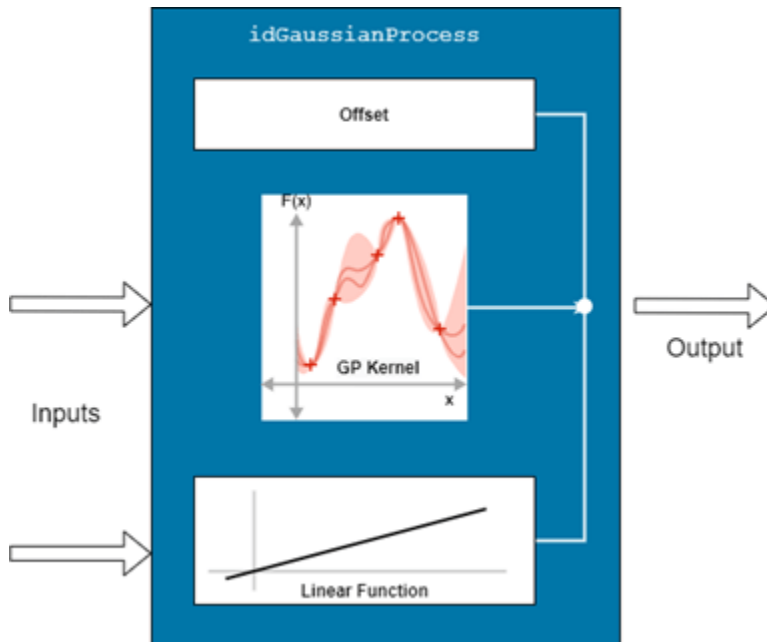 idGaussianProcess
Offset
F(x)
GP Kernel
x
Inputs
Output
Linear Function